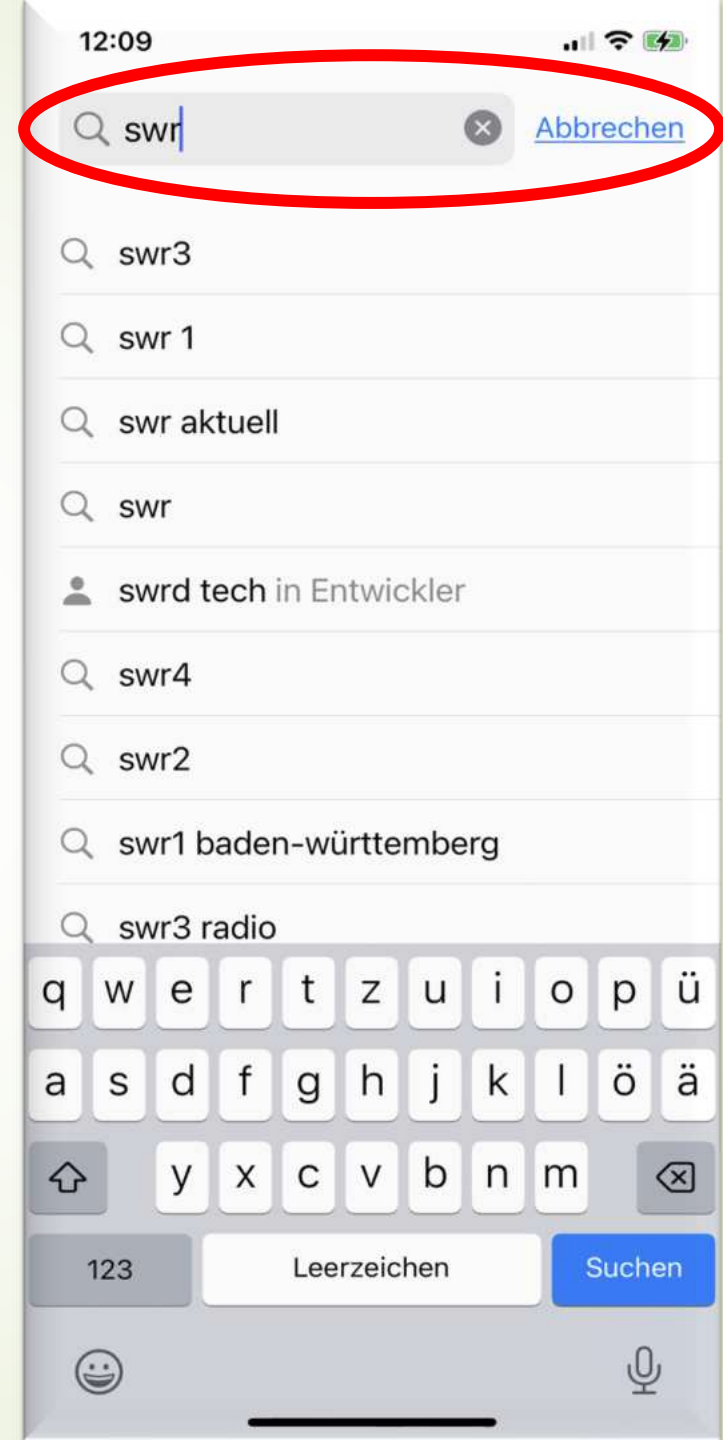 12:09
swr Abbrechen
swr3
swr 1
swr aktuell
swr
swrd tech in Entwickler
swr4
swr2
swr1 baden-württemberg
swr3 radio
q w e r t z u i o p ü
a s d f g h j k l ö ä
y x c v b n m
123 Leerzeichen Suchen